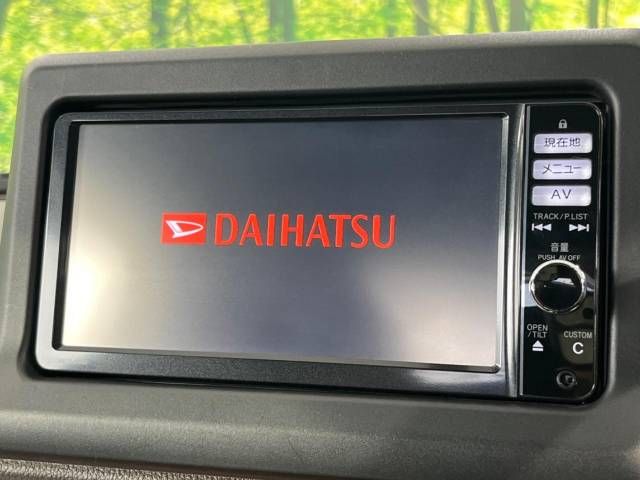 DAIHATSU
現在地
メニュー
AV
TRACK/P.LIST
音量
PUSH AV OFF
OPEN
/TILT
CUSTOM
C